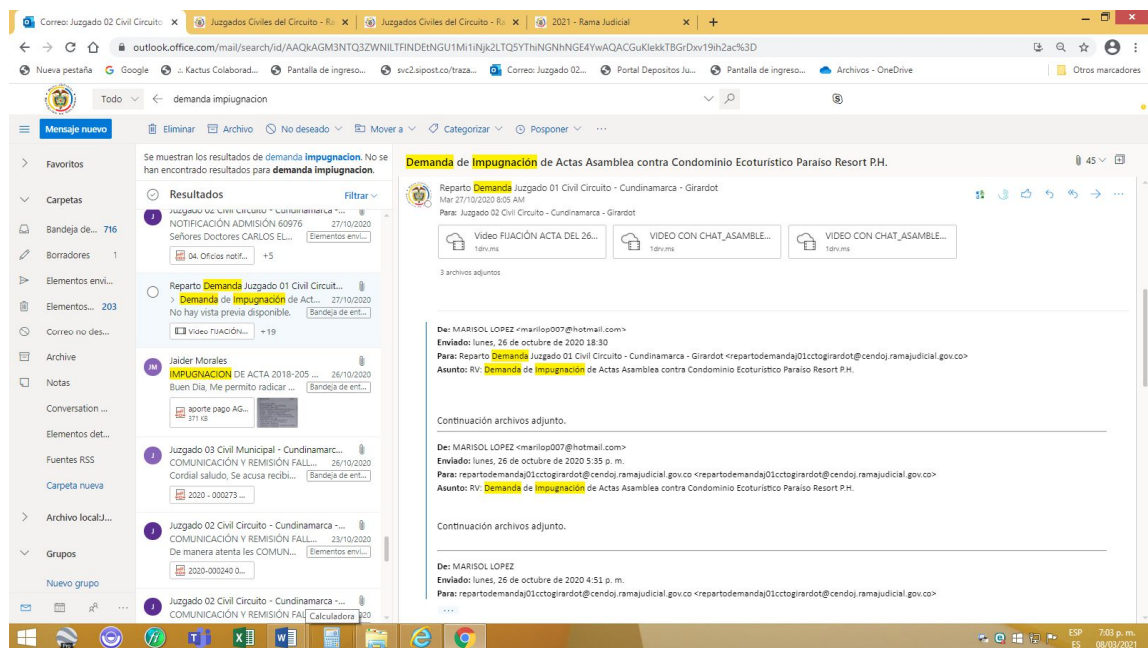 Correo: Juzgado 02 Civil Circuito
Juzgados Civiles del Circuito - Ra
Juzgados Civiles del Circuito - Ra
2021 - Rama Judicial
outlook.office.com/mail/search/id/
Nueva pestaña
Google
.: Kactus Colaborad...
Pantalla de ingreso...
svc2.sipost.co/traza...
Correo: Juzgado 02...
Portal Depositos Ju...
Pantalla de ingreso...
Archivos - OneDrive
Otros marcadores
Todo
demanda impiugnacion
Mensaje nuevo
Eliminar
Archivo
No deseado
Mover a
Categorizar
Posponer
Favoritos
Carpetas
Bandeja de... 716
Borradores 1
Elementos envi...
Elementos... 203
Correo no des...
Archive
Notas
Conversation ...
Elementos det...
Fuentes RSS
Carpeta nueva
Archivo local:J...
Grupos
Nuevo grupo
Se muestran los resultados de demanda impugnacion. No se
han encontrado resultados para demanda impiugnacion.
Resultados
Filtrar
Juzgado 02 Civil Circuito - Cundinamarca -...
NOTIFICACIÓN ADMISIÓN 60976 27/10/2020
Señores Doctores CARLOS EL... Elementos envi...
04. Oficios notif... +5
Reparto Demanda Juzgado 01 Civil Circuit...
> Demanda de Impugnación de Act... 27/10/2020
No hay vista previa disponible. Bandeja de ent...
Video FIJACIÓN... +19
JM
Jaider Morales
IMPUGNACION DE ACTA 2018-205 ... 26/10/2020
Buen Dia, Me permito radicar ... Bandeja de ent...
aporte pago AG...
371 KB
J
Juzgado 03 Civil Municipal - Cundinamarc...
COMUNICACIÓN Y REMISIÓN FALL... 26/10/2020
Cordial saludo, Se acusa recibi... Bandeja de ent...
2020 - 000273 ...
J
Juzgado 02 Civil Circuito - Cundinamarca -...
COMUNICACIÓN Y REMISIÓN FALL... 23/10/2020
De manera atenta les COMUN... Elementos envi...
2020-000240 0...
J
Juzgado 02 Civil Circuito - Cundinamarca -...
COMUNICACIÓN Y REMISIÓN FAL
Calculadora
Demanda de Impugnación de Actas Asamblea contra Condominio Ecoturístico Paraíso Resort P.H.
45
Reparto Demanda Juzgado 01 Civil Circuito - Cundinamarca - Girardot
Mar 27/10/2020 8:05 AM
Para: Juzgado 02 Civil Circuito - Cundinamarca - Girardot
Video FIJACIÓN ACTA DEL 26...
1drv.ms
VIDEO CON CHAT_ASAMBLE...
1drv.ms
VIDEO CON CHAT_ASAMBLE...
1drv.ms
3 archivos adjuntos
De: MARISOL LOPEZ <marilop007@hotmail.com>
Enviado: lunes, 26 de octubre de 2020 18:30
Para: Reparto Demanda Juzgado 01 Civil Circuito - Cundinamarca - Girardot <repartodemandaj01cctogirardot@cendoj.ramajudicial.gov.co>
Asunto: RV: Demanda de Impugnación de Actas Asamblea contra Condominio Ecoturístico Paraíso Resort P.H.
Continuación archivos adjunto.
De: MARISOL LOPEZ <marilop007@hotmail.com>
Enviado: lunes, 26 de octubre de 2020 5:35 p. m.
Para: repartodemandaj01cctogirardot@cendoj.ramajudicial.gov.co <repartodemandaj01cctogirardot@cendoj.ramajudicial.gov.co>
Asunto: RV: Demanda de Impugnación de Actas Asamblea contra Condominio Ecoturístico Paraíso Resort P.H.
Continuación archivos adjunto.
De: MARISOL LOPEZ
Enviado: lunes, 26 de octubre de 2020 4:51 p. m.
Para: repartodemandaj01cctogirardot@cendoj.ramajudicial.gov.co <repartodemandaj01cctogirardot@cendoj.ramajudicial.gov.co>
ESP
ES
7:03 p. m.
08/03/2021